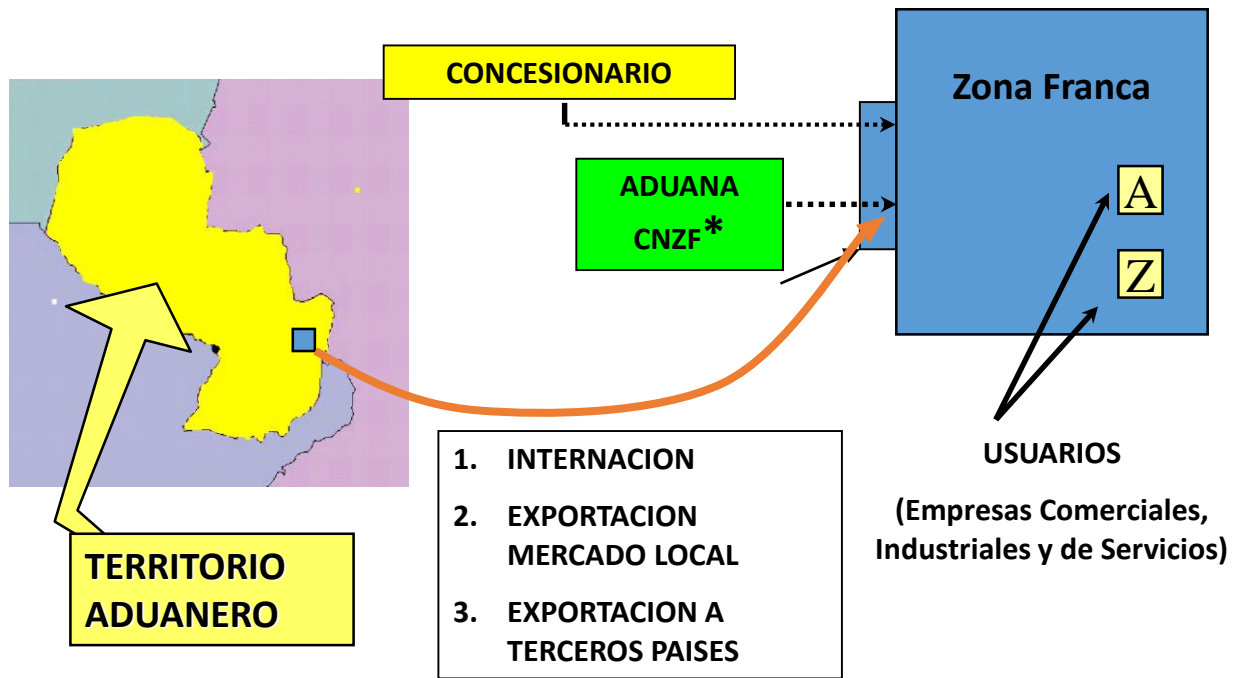 CONCESIONARIO
Zona Franca
ADUANA
CNZF*
A
Z
1. INTERNACION
2. EXPORTACION
MERCADO LOCAL
3. EXPORTACION A
TERCEROS PAISES
USUARIOS
(Empresas Comerciales,
Industriales y de Servicios)
TERRITORIO
ADUANERO